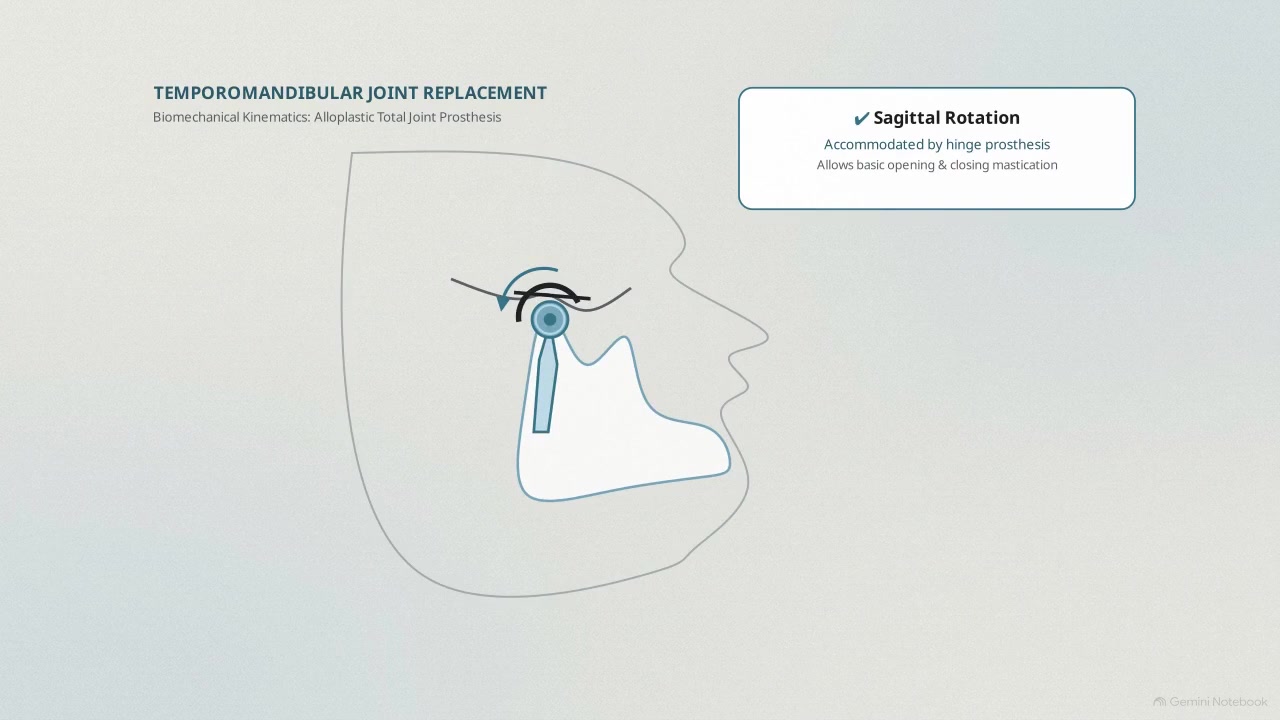 TEMPOROMANDIBULAR JOINT REPLACEMENT
Biomechanical Kinematics: Alloplastic Total Joint Prosthesis
✔ Sagittal Rotation
Accommodated by hinge prosthesis
Allows basic opening & closing mastication
Gemini Notebook